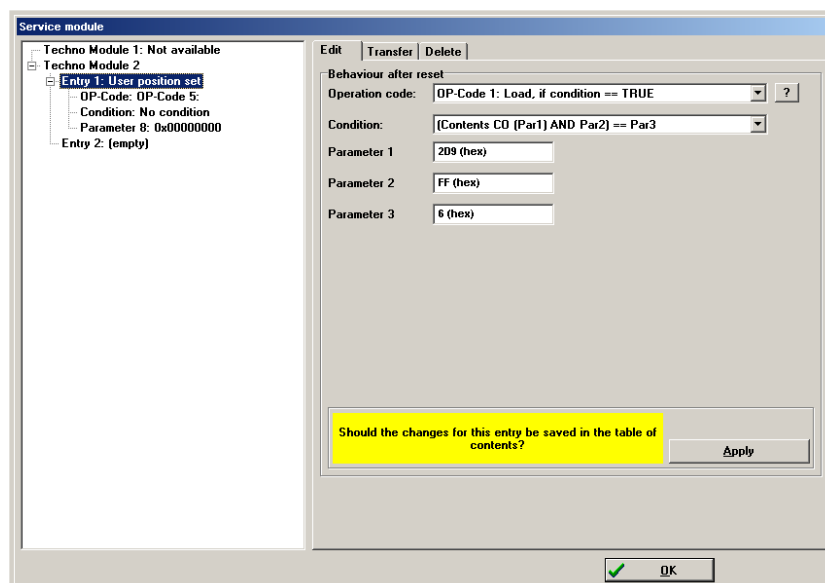 Service module
Techno Module 1: Not available
Techno Module 2
Entry 1: User position set
OP-Code: OP-Code 5:
Condition: No condition
Parameter 8: 0x00000000
Entry 2: (empty)
Edit Transfer Delete
Behaviour after reset
Operation code: OP-Code 1: Load, if condition == TRUE ?
Condition: (Contents CO (Par1) AND Par2) == Par3
Parameter 1 2D9 (hex)
Parameter 2 FF (hex)
Parameter 3 6 (hex)
Should the changes for this entry be saved in the table of
contents?
Apply
OK